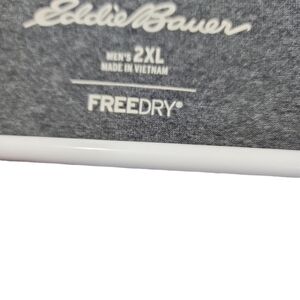 Eddie Bauer
MEN'S 2XL
MADE IN VIETNAM
FREEDRY®